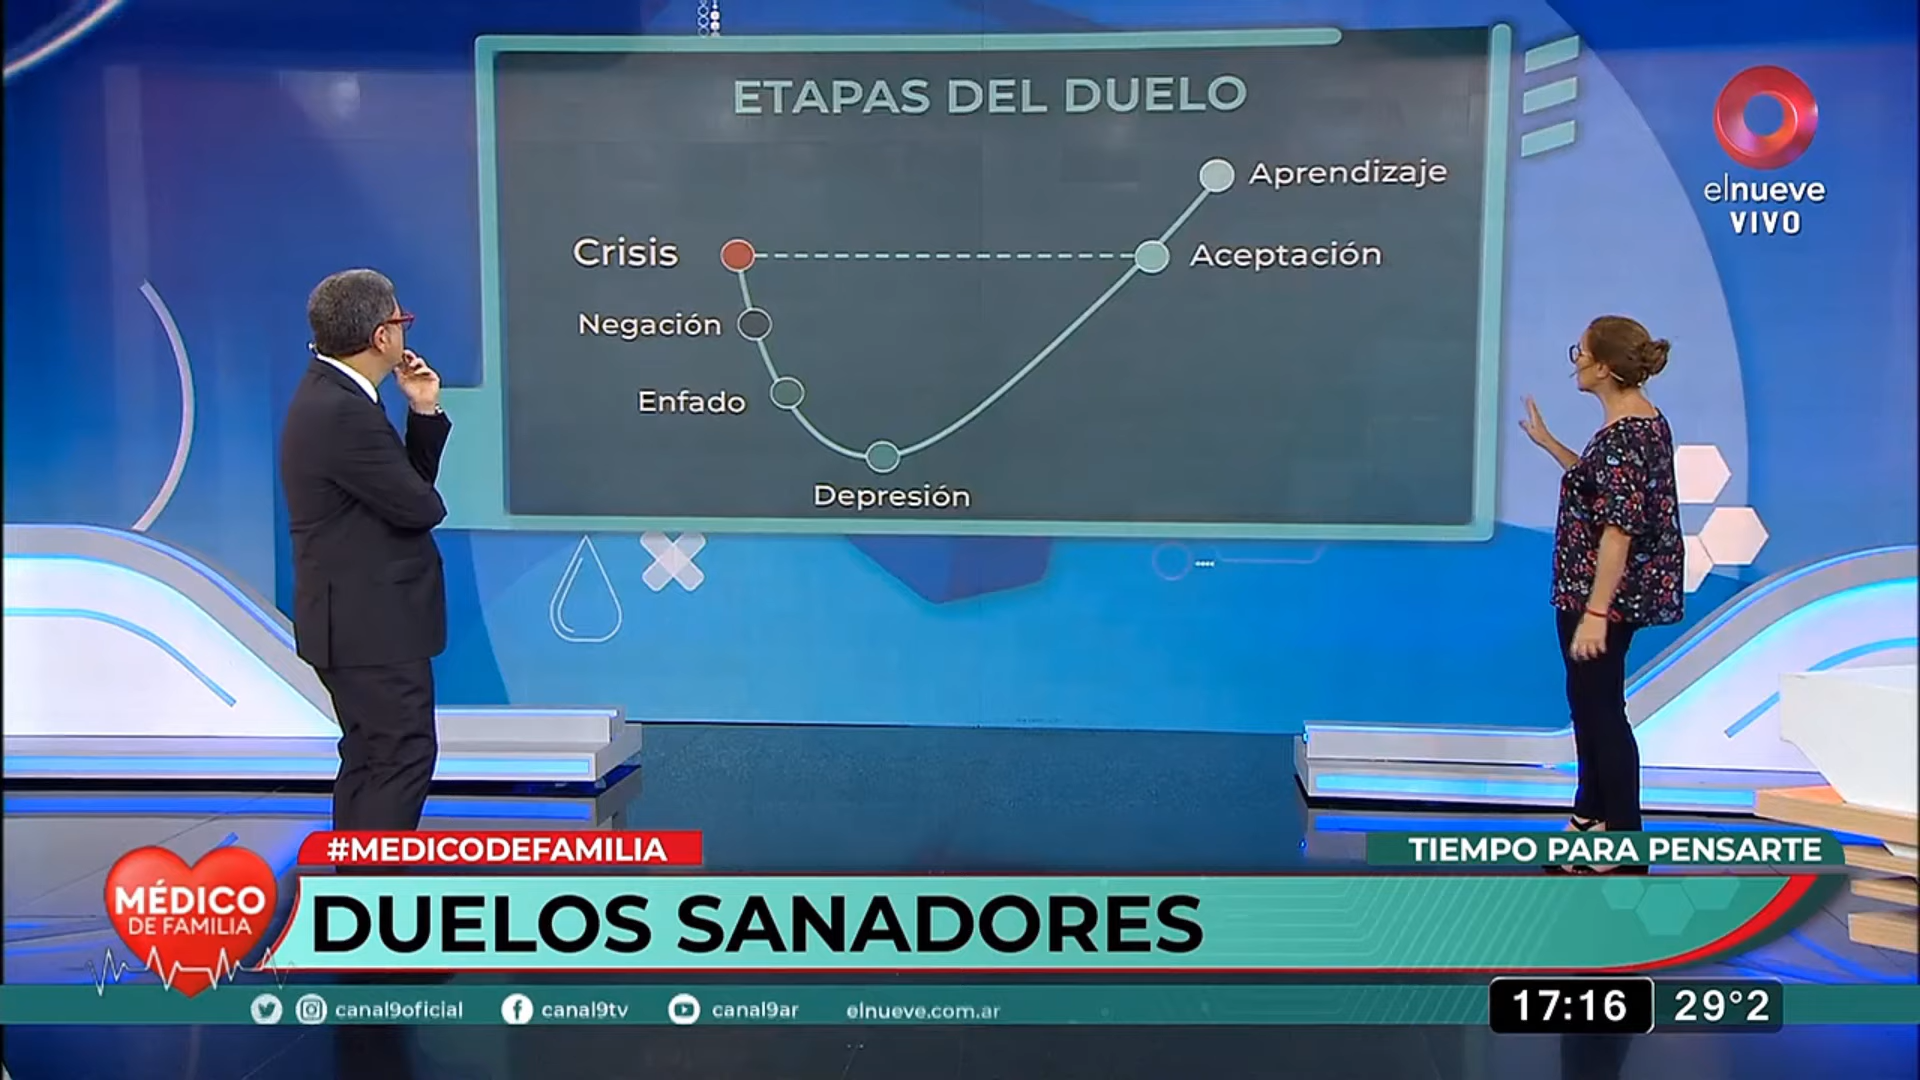 ETAPAS DEL DUELO
Aprendizaje
Crisis
Aceptación
Negación
Enfado
Depresión
elnueve
VIVO
#MEDICODEFAMILIA
TIEMPO PARA PENSARTE
MÉDICO
DE FAMILIA
DUELOS SANADORES
canal9oficial
canal9tv
canal9ar
elnueve.com.ar
17:16
29°2